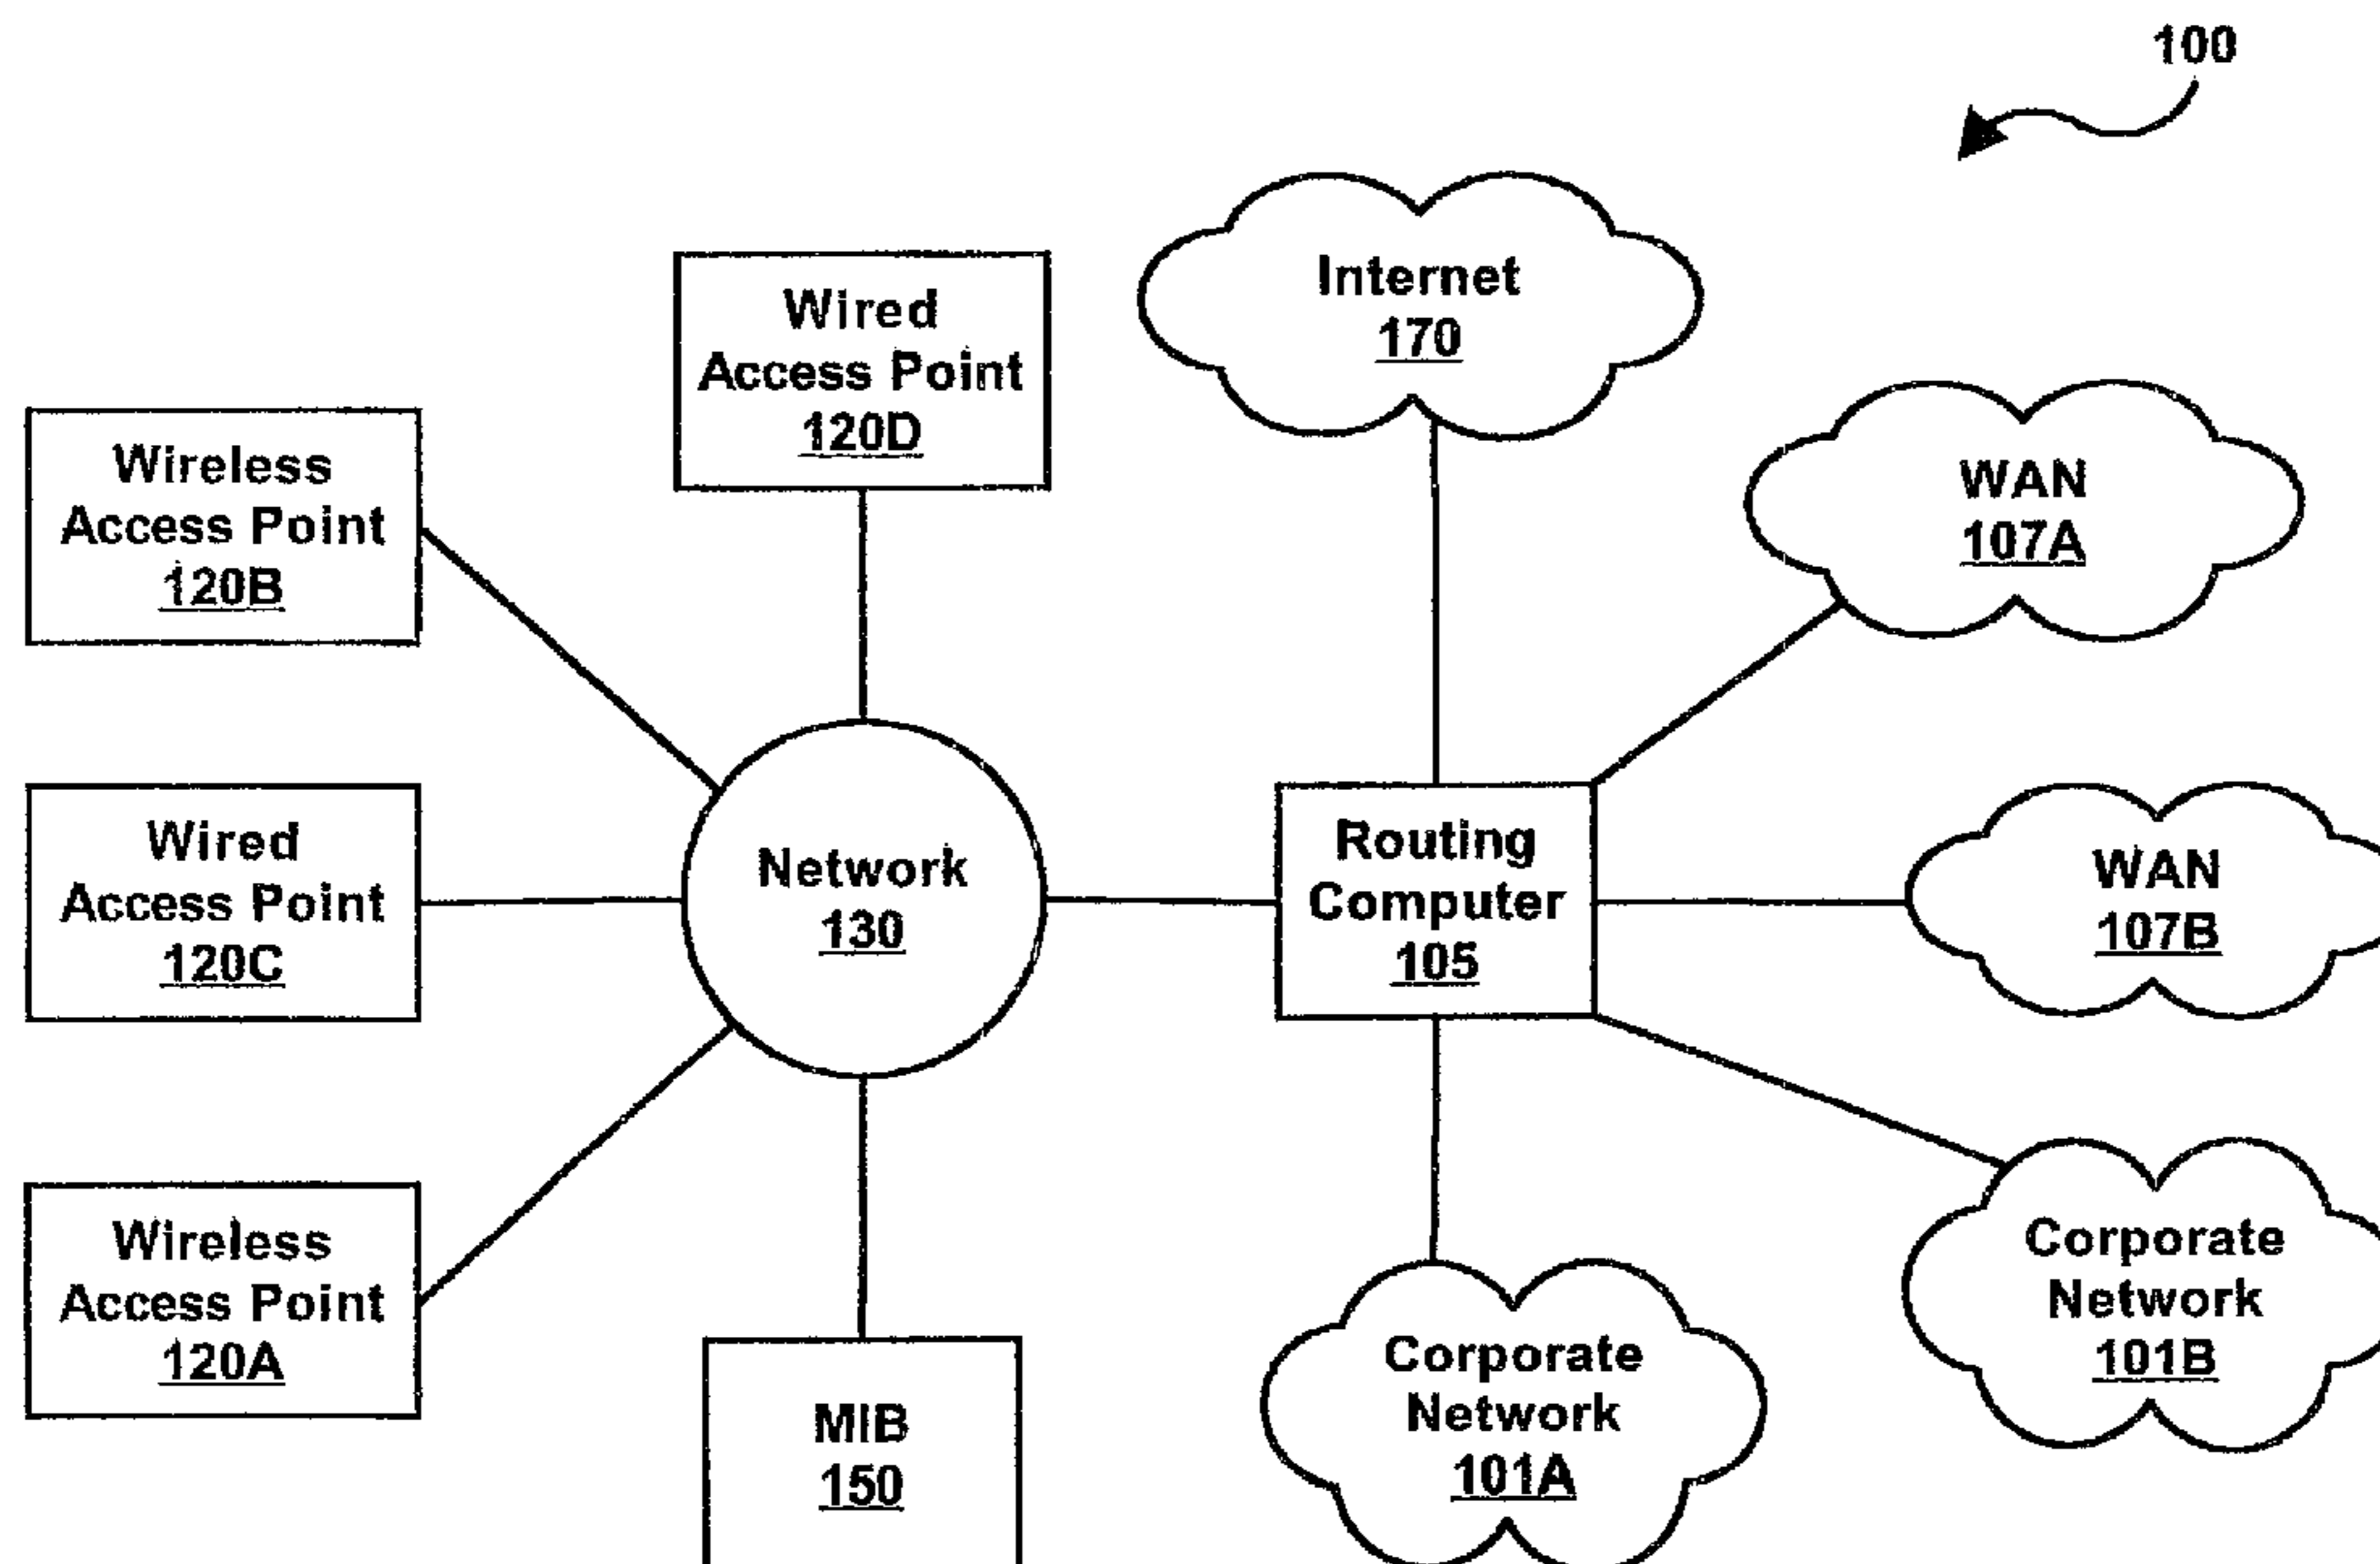 100
Internet
170
Wired
Access Point
120D
WAN
107A
Wireless
Access Point
120B
Wired
Access Point
120C
Network
130
Routing
Computer
105
WAN
107B
Wireless
Access Point
120A
MIB
150
Corporate
Network
101A
Corporate
Network
101B